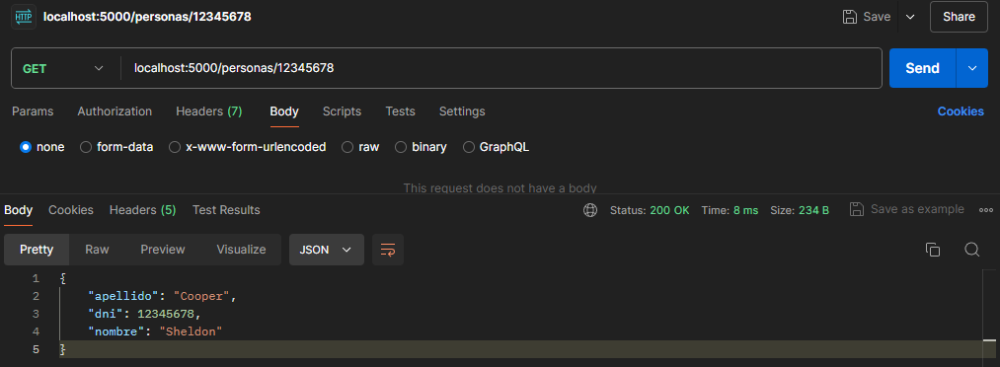 HTTP localhost:5000/personas/12345678 Save Share
GET localhost:5000/personas/12345678 Send
Params Authorization Headers (7) Body Scripts Tests Settings Cookies
none form-data x-www-form-urlencoded raw binary GraphQL
This request does not have a body
Body Cookies Headers (5) Test Results Status: 200 OK Time: 8 ms Size: 234 B Save as example
Pretty Raw Preview Visualize JSON
1 {
2 "apellido": "Cooper",
3 "dni": 12345678,
4 "nombre": "Sheldon"
5 }